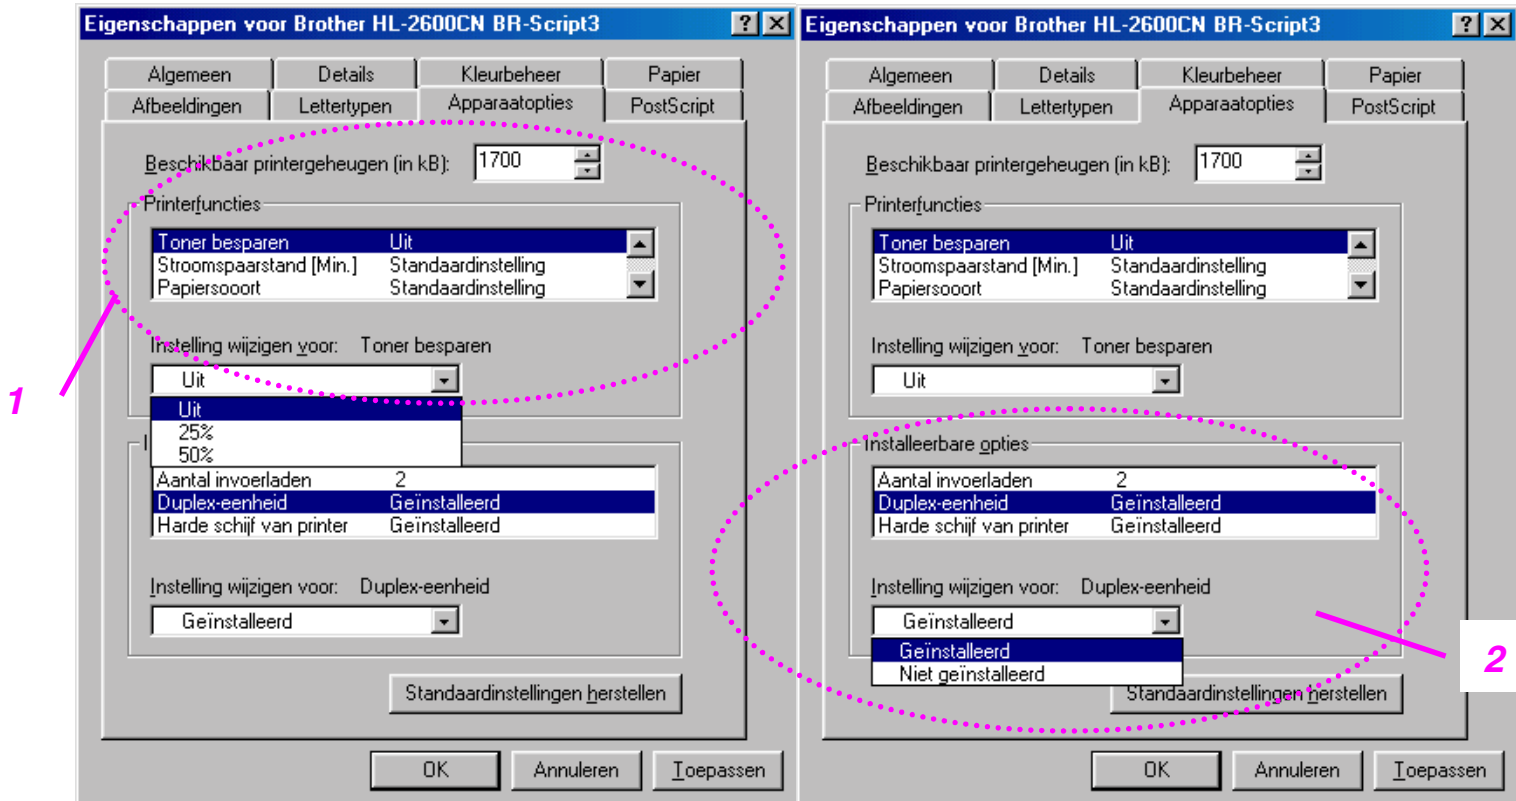 Eigenschappen voor Brother HL-2600CN BR-Script3
Algemeen Details Kleurbeheer Papier
Afbeeldingen Lettertypen Apparaatopties PostScript
Beschikbaar printergeheugen (in kB): 1700
Printerfuncties
Toner besparen Uit
Stroomspaarstand [Min.] Standaardinstelling
Papiersooort Standaardinstelling
Instelling wijzigen voor: Toner besparen
Uit
Uit
25%
50%
I
Aantal invoerladen 2
Duplex-eenheid Geïnstalleerd
Harde schijf van printer Geïnstalleerd
Instelling wijzigen voor: Duplex-eenheid
Geïnstalleerd
Standaardinstellingen herstellen
OK Annuleren Toepassen
1
Eigenschappen voor Brother HL-2600CN BR-Script3
Algemeen Details Kleurbeheer Papier
Afbeeldingen Lettertypen Apparaatopties PostScript
Beschikbaar printergeheugen (in kB): 1700
Printerfuncties
Toner besparen Uit
Stroomspaarstand [Min.] Standaardinstelling
Papiersooort Standaardinstelling
Instelling wijzigen voor: Toner besparen
Uit
Installeerbare opties
Aantal invoerladen 2
Duplex-eenheid Geïnstalleerd
Harde schijf van printer Geïnstalleerd
Instelling wijzigen voor: Duplex-eenheid
Geïnstalleerd
Geïnstalleerd
Niet geïnstalleerd
Standaardinstellingen herstellen
OK Annuleren Toepassen
2